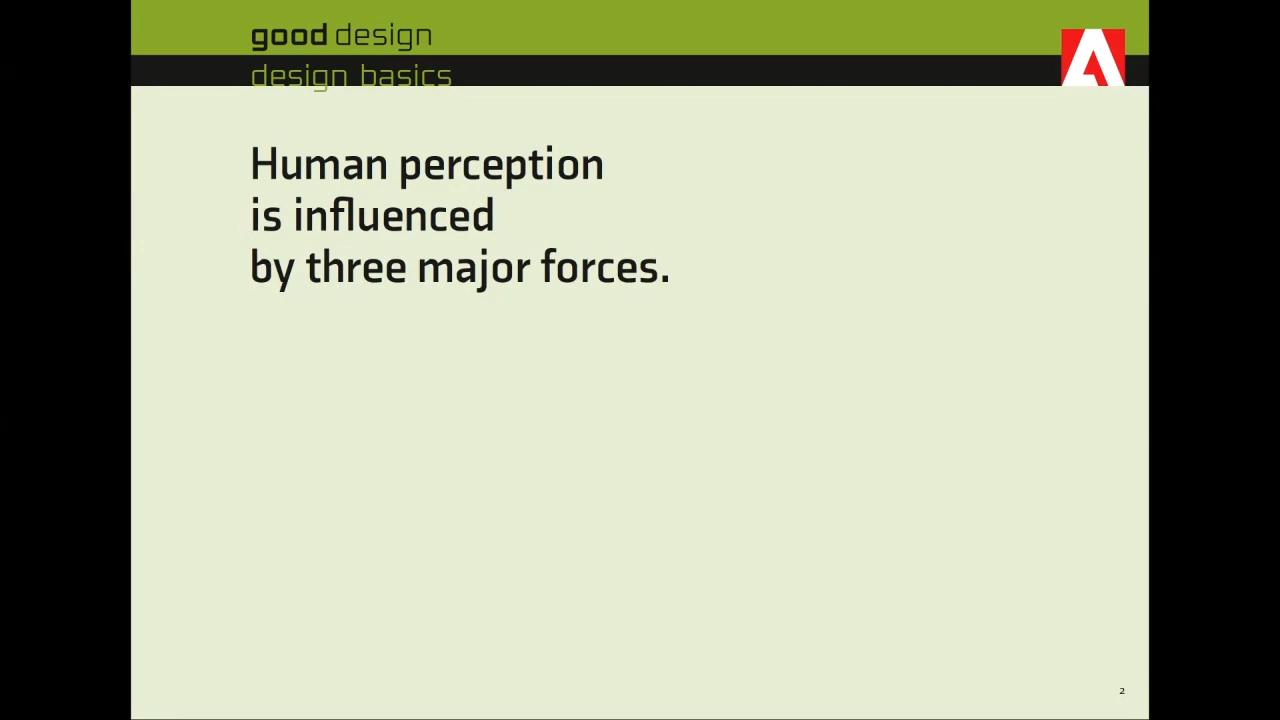 good design
design basics
Human perception
is influenced
by three major forces.
2